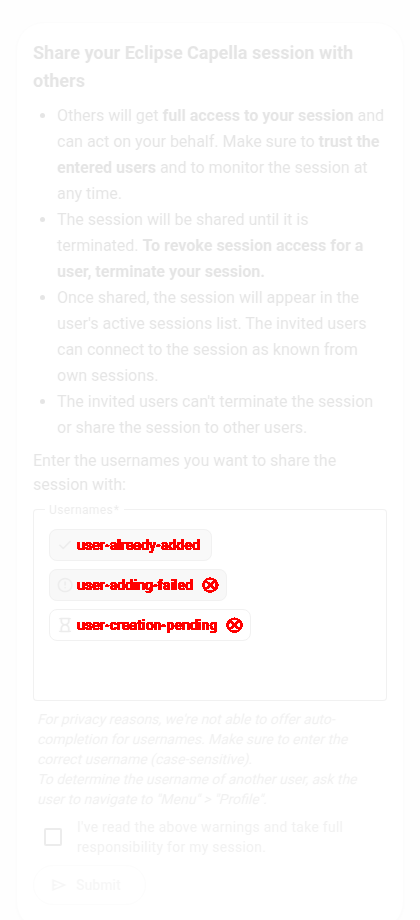 Share your Eclipse Capella session with
others
• Others will get full access to your session and
can act on your behalf. Make sure to trust the
entered users and to monitor the session at
any time.
• The session will be shared until it is
terminated. To revoke session access for a
user, terminate your session.
• Once shared, the session will appear in the
user's active sessions list. The invited users
can connect to the session as known from
own sessions.
• The invited users can't terminate the session
or share the session to other users.
Enter the usernames you want to share the
session with:
Usernames*
user-already-added
user-adding-failed
user-creation-pending
For privacy reasons, we're not able to offer auto-
completion for usernames. Make sure to enter the
correct username (case-sensitive).
To determine the username of another user, ask the
user to navigate to "Menu" > "Profile".
I've read the above warnings and take full
responsibility for my session.
Submit